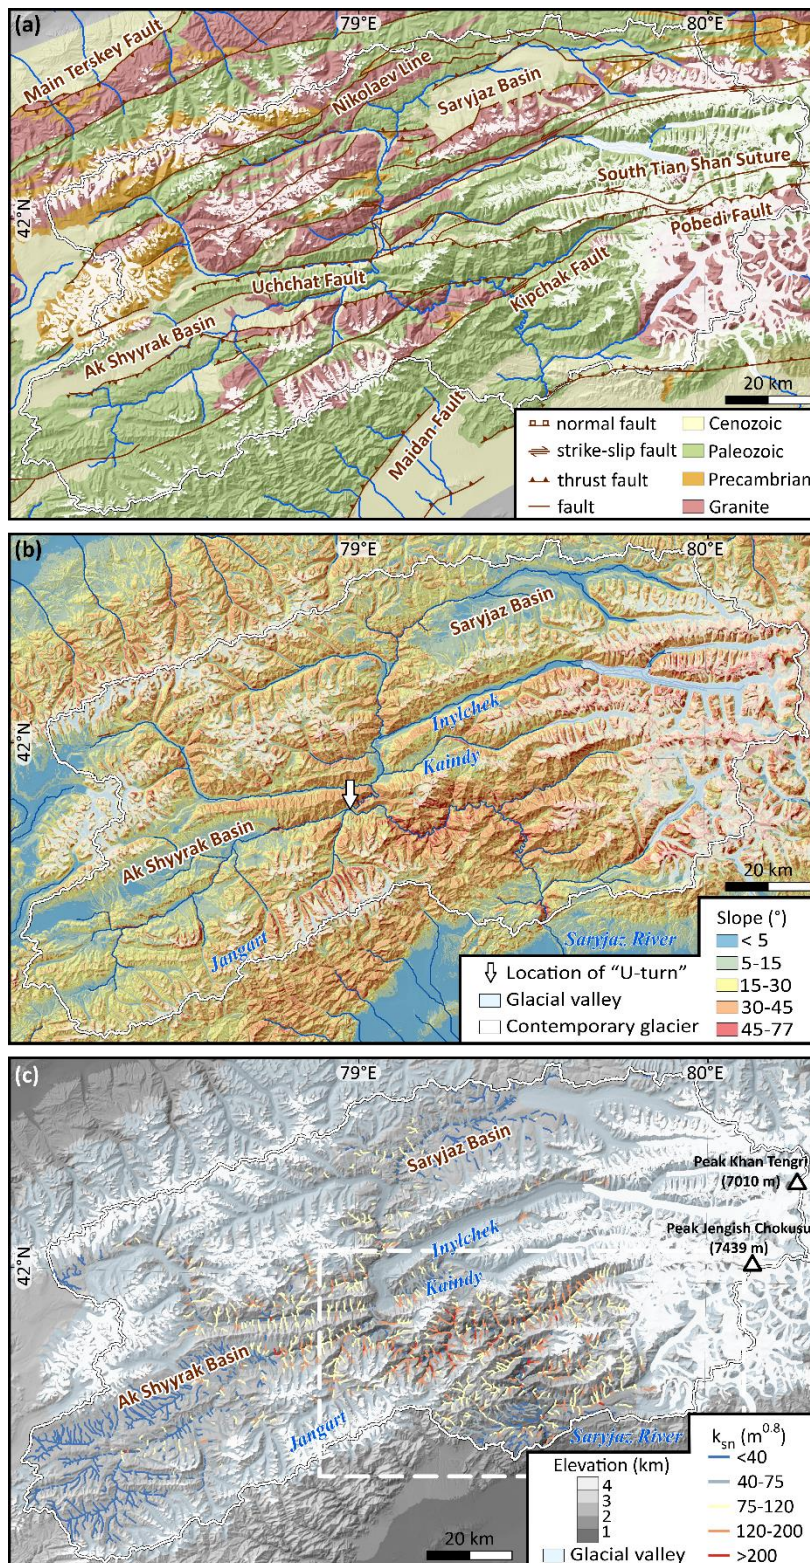 (a)
79°E
80°E
42°N
Main Terskey Fault
Nikolaev line
Saryjaz Basin
South Tian Shan Suture
Pobedi Fault
Uchchat Fault
Kipchak Fault
Ak Shyyrak Basin
Maidan Fault
20 km
normal fault
strike-slip fault
thrust fault
fault
Cenozoic
Paleozoic
Precambrian
Granite
(b)
79°E
80°E
42°N
Saryjaz Basin
Inylchek
Kaindy
Ak Shyyrak Basin
Jangart
Saryjaz River
20 km
Location of “U-turn”
Glacial valley
Contemporary glacier
Slope (°)
< 5
5-15
15-30
30-45
45-77
(c)
79°E
80°E
42°N
Saryjaz Basin
Peak Khan Tengri
(7010 m)
Peak Jengish Chokusu
(7439 m)
Inylchek
Kaindy
Ak Shyyrak Basin
Jangart
Saryjaz River
20 km
Elevation (km)
4
3
2
1
Glacial valley
ksn (m0.8)
<40
40-75
75-120
120-200
>200